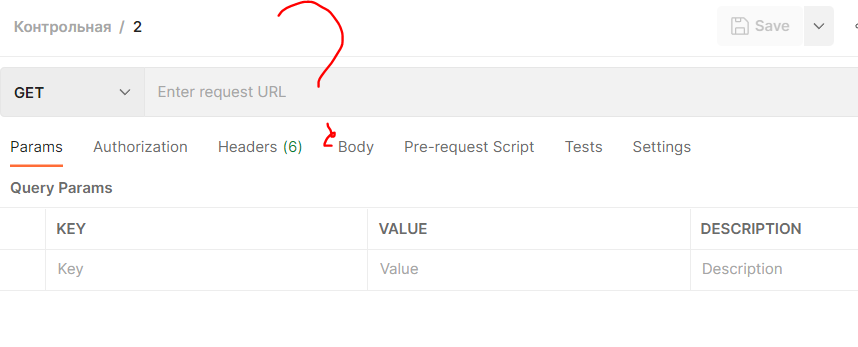 Контрольная / 2
Save
GET
Enter request URL
Params Authorization Headers (6) Body Pre-request Script Tests Settings
Query Params
KEY VALUE DESCRIPTION
Key Value Description